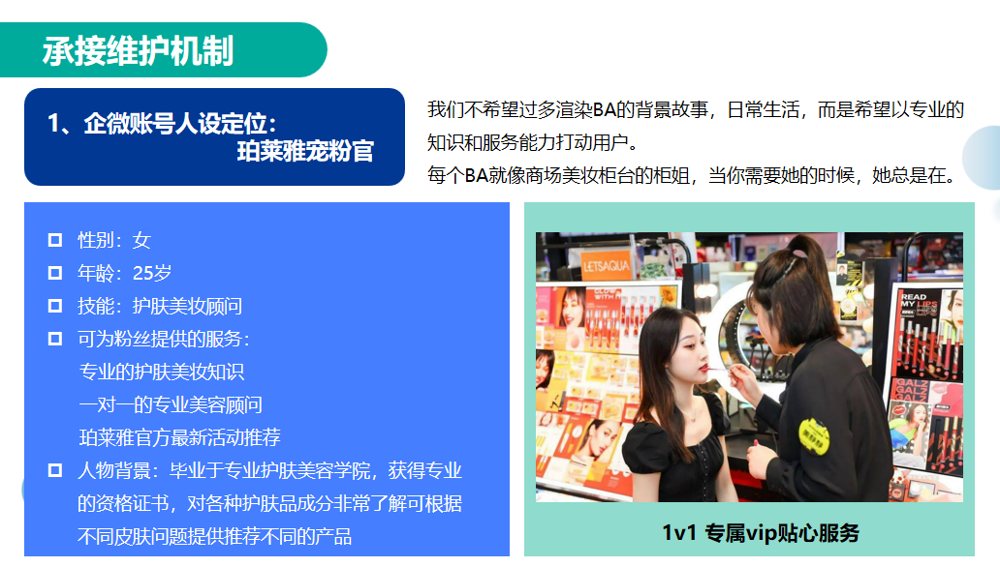 承接维护机制
1、企微账号人设定位：
珀莱雅宠粉官
我们不希望过多渲染BA的背景故事，日常生活，而是希望以专业的
知识和服务能力打动用户。
每个BA就像商场美妆柜台的柜姐，当你需要她的时候，她总是在。
性别：女
年龄：25岁
技能：护肤美妆顾问
可为粉丝提供的服务：
专业的护肤美妆知识
一对一的专业美容顾问
珀莱雅官方最新活动推荐
人物背景：毕业于专业护肤美容学院，获得专业
的资格证书，对各种护肤品成分非常了解可根据
不同皮肤问题提供推荐不同的产品
LETSAQUA
GLOW
WITH IT
READ
MY LIPS
GALZ
GALZ
1v1 专属vip贴心服务